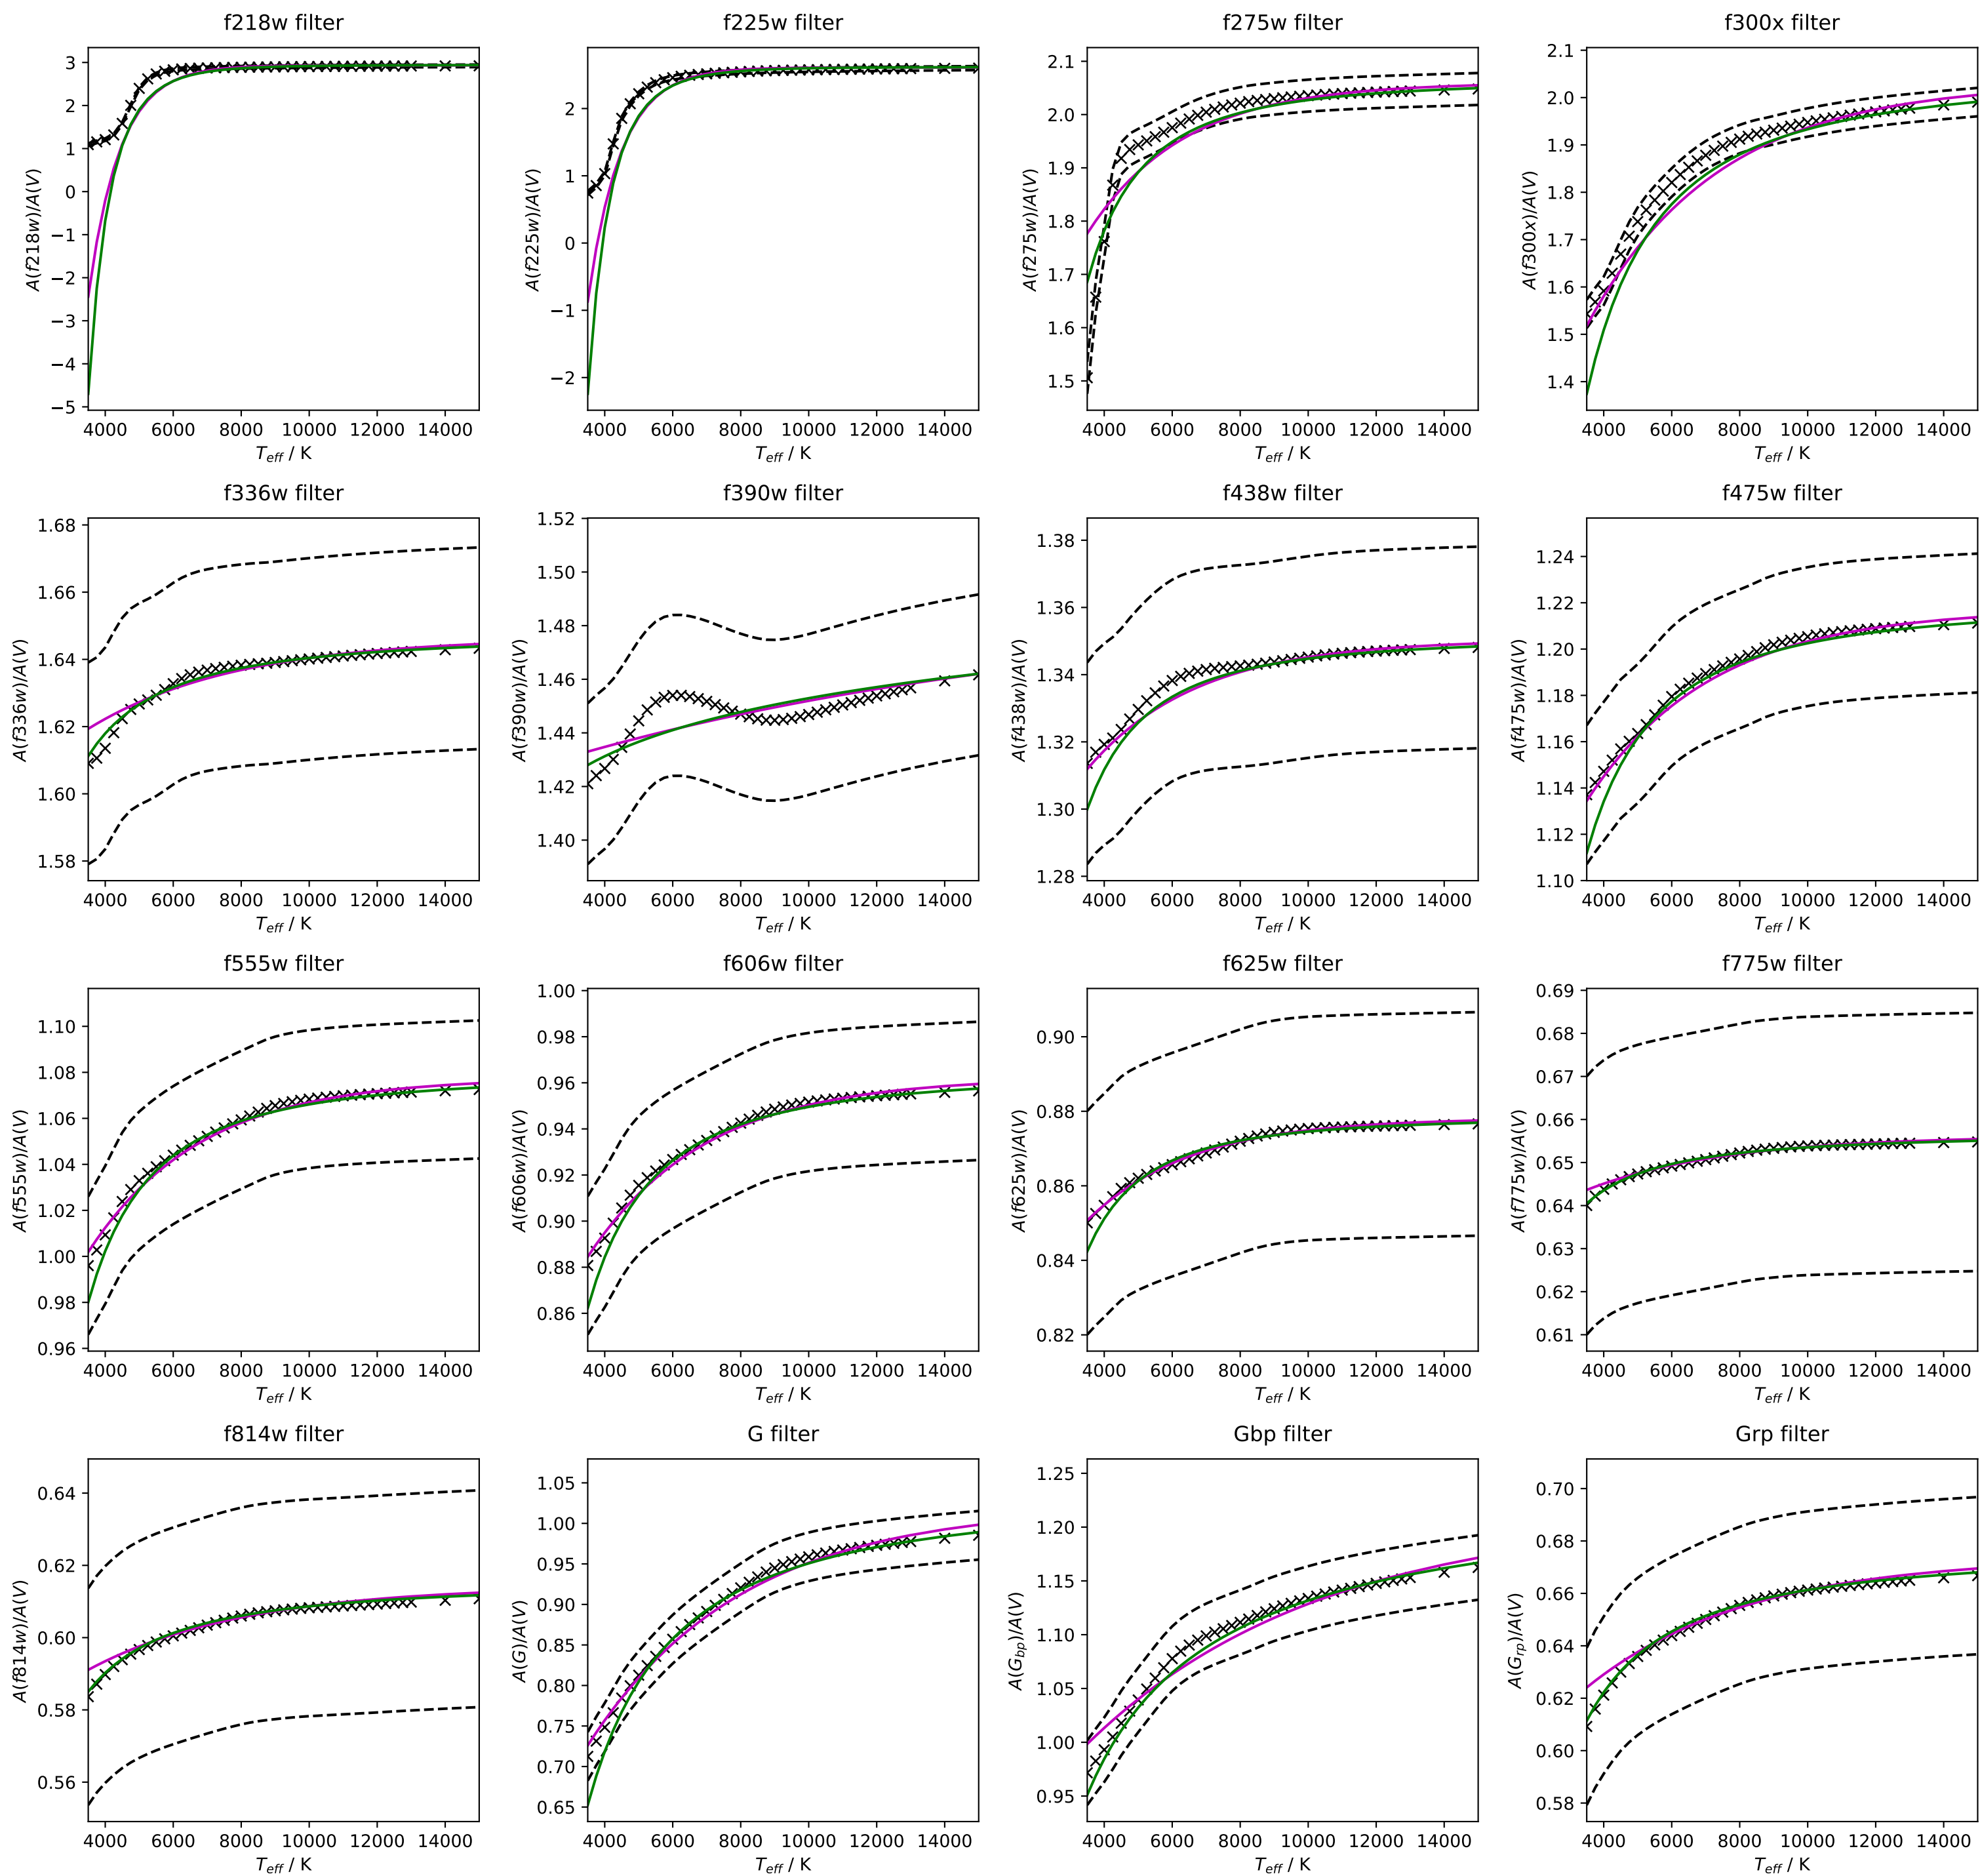 f218w filter
f225w filter
f275w filter
f300x filter
A(f218w)/A(V)
3
2
1
0
−1
−2
−3
−4
−5
4000 6000 8000 10000 12000 14000
T_eff / K
A(f225w)/A(V)
2
1
0
−1
−2
4000 6000 8000 10000 12000 14000
T_eff / K
A(f275w)/A(V)
2.1
2.0
1.9
1.8
1.7
1.6
1.5
4000 6000 8000 10000 12000 14000
T_eff / K
A(f300x)/A(V)
2.1
2.0
1.9
1.8
1.7
1.6
1.5
1.4
4000 6000 8000 10000 12000 14000
T_eff / K
f336w filter
f390w filter
f438w filter
f475w filter
A(f336w)/A(V)
1.68
1.66
1.64
1.62
1.60
1.58
4000 6000 8000 10000 12000 14000
T_eff / K
A(f390w)/A(V)
1.52
1.50
1.48
1.46
1.44
1.42
1.40
4000 6000 8000 10000 12000 14000
T_eff / K
A(f438w)/A(V)
1.38
1.36
1.34
1.32
1.30
1.28
4000 6000 8000 10000 12000 14000
T_eff / K
A(f475w)/A(V)
1.24
1.22
1.20
1.18
1.16
1.14
1.12
1.10
4000 6000 8000 10000 12000 14000
T_eff / K
f555w filter
f606w filter
f625w filter
f775w filter
A(f555w)/A(V)
1.10
1.08
1.06
1.04
1.02
1.00
0.98
0.96
4000 6000 8000 10000 12000 14000
T_eff / K
A(f606w)/A(V)
1.00
0.98
0.96
0.94
0.92
0.90
0.88
0.86
4000 6000 8000 10000 12000 14000
T_eff / K
A(f625w)/A(V)
0.90
0.88
0.86
0.84
0.82
4000 6000 8000 10000 12000 14000
T_eff / K
A(f775w)/A(V)
0.69
0.68
0.67
0.66
0.65
0.64
0.63
0.62
0.61
4000 6000 8000 10000 12000 14000
T_eff / K
f814w filter
G filter
Gbp filter
Grp filter
A(f814w)/A(V)
0.64
0.62
0.60
0.58
0.56
4000 6000 8000 10000 12000 14000
T_eff / K
A(G)/A(V)
1.05
1.00
0.95
0.90
0.85
0.80
0.75
0.70
0.65
4000 6000 8000 10000 12000 14000
T_eff / K
A(G_bp)/A(V)
1.25
1.20
1.15
1.10
1.05
1.00
0.95
4000 6000 8000 10000 12000 14000
T_eff / K
A(G_rp)/A(V)
0.70
0.68
0.66
0.64
0.62
0.60
0.58
4000 6000 8000 10000 12000 14000
T_eff / K